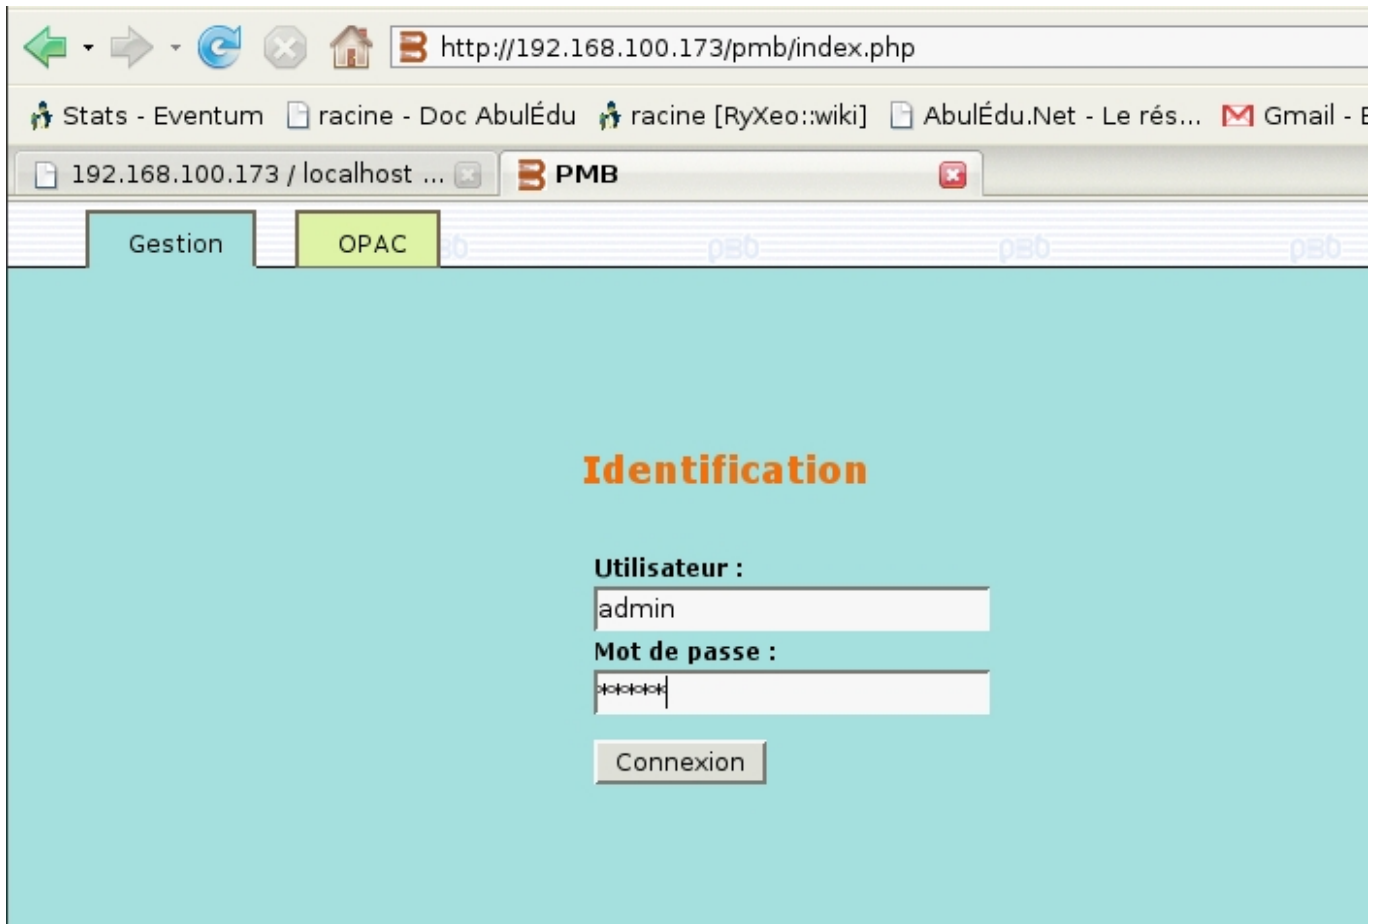 http://192.168.100.173/pmb/index.php
Stats - Eventum racine - Doc AbulÉdu racine [RyXeo::wiki] AbulÉdu.Net - Le rés... Gmail -
192.168.100.173 / localhost ... PMB
Gestion OPAC
Identification
Utilisateur :
admin
Mot de passe :
*****
Connexion